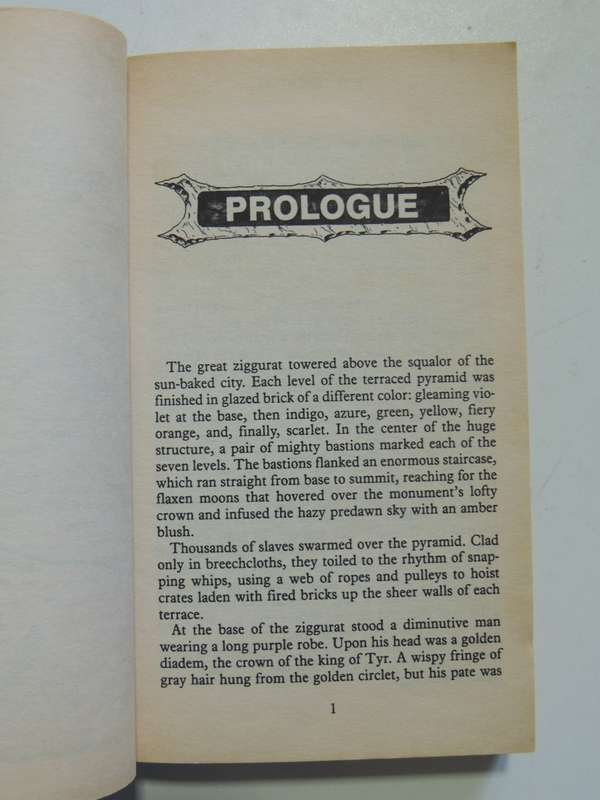 PROLOGUE
The great ziggurat towered above the squalor of the
sun-baked city. Each level of the terraced pyramid was
finished in glazed brick of a different color: gleaming vio-
let at the base, then indigo, azure, green, yellow, fiery
orange, and, finally, scarlet. In the center of the huge
structure, a pair of mighty bastions marked each of the
seven levels. The bastions flanked an enormous staircase,
which ran straight from base to summit, reaching for the
flaxen moons that hovered over the monument's lofty
crown and infused the hazy predawn sky with an amber
blush.
Thousands of slaves swarmed over the pyramid. Clad
only in breechcloths, they toiled to the rhythm of snap-
ping whips, using a web of ropes and pulleys to hoist
crates laden with fired bricks up the sheer walls of each
terrace.
At the base of the ziggurat stood a diminutive man
wearing a long purple robe. Upon his head was a golden
diadem, the crown of the king of Tyr. A wispy fringe of
gray hair hung from the golden circlet, but his pate was
1